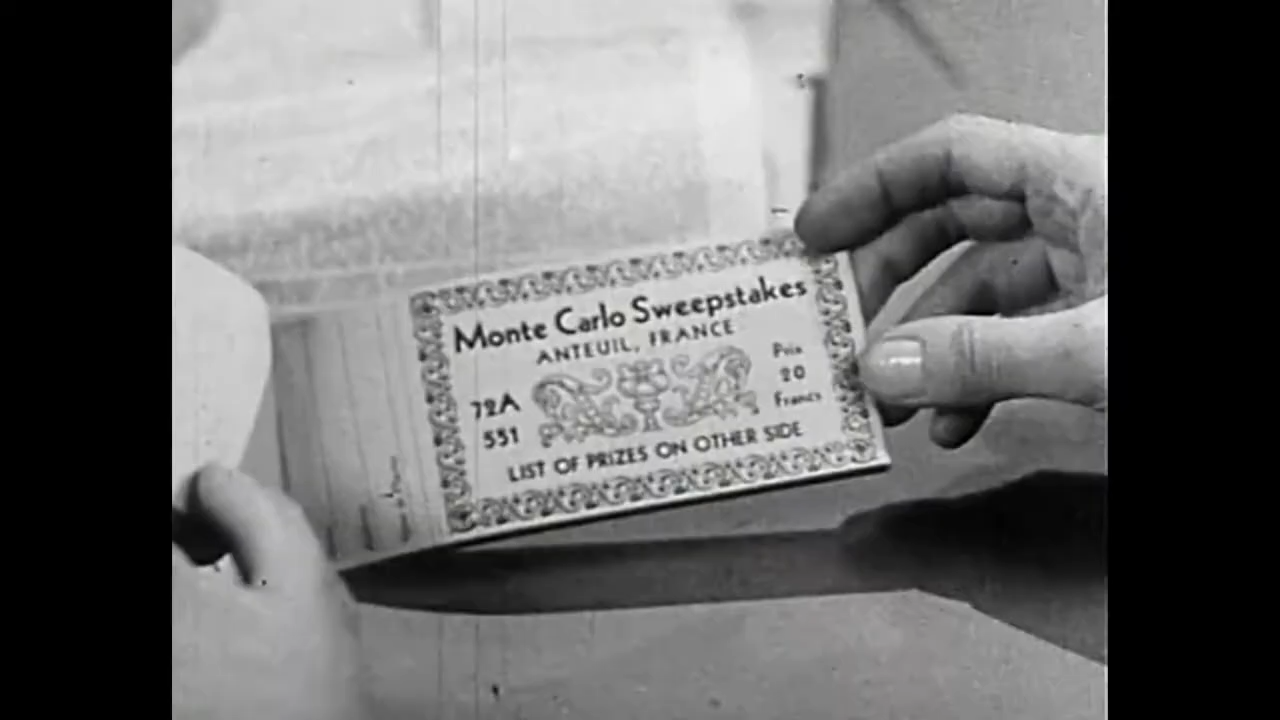 Monte Carlo Sweepstakes
ANTEUIL, FRANCE
72A
551
Prix
20
Francs
LIST OF PRIZES ON OTHER SIDE